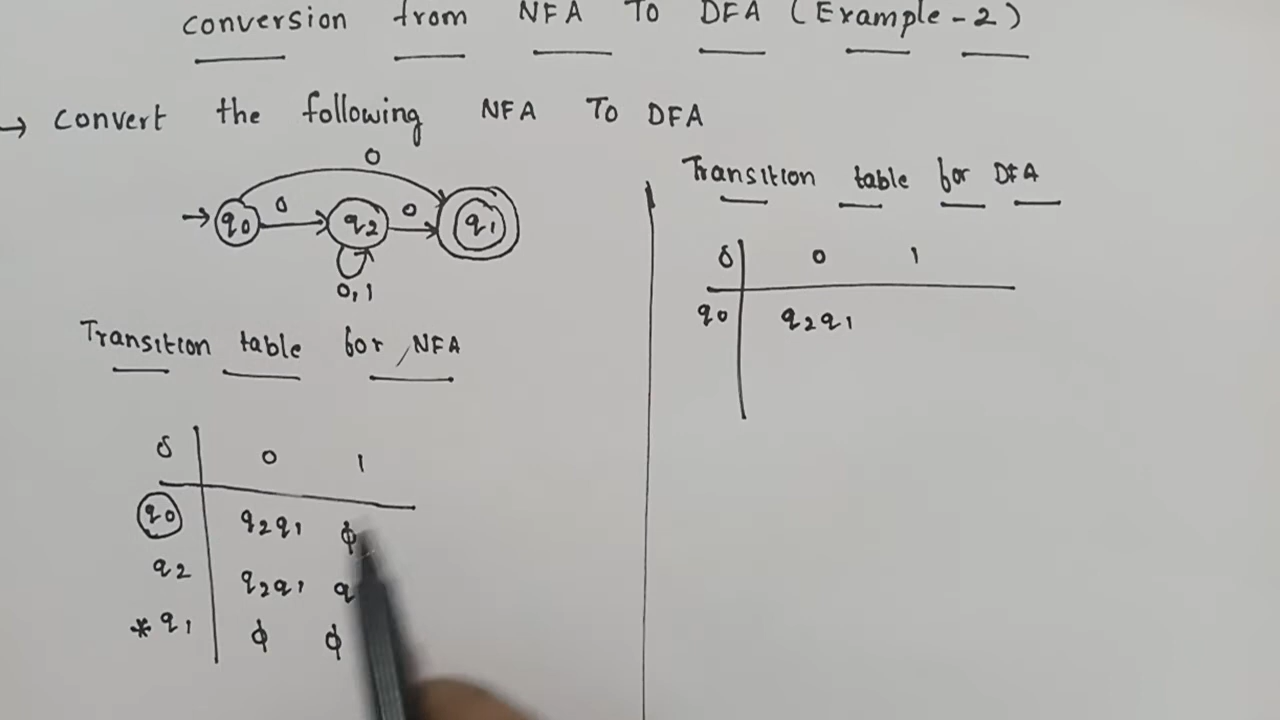 conversion from NFA TO DFA (Example - 2)
→ convert the following NFA TO DFA
0
q0 0 q2 0 q1
0,1
Transition table for NFA
δ 0 1
q0 q2q1 ϕ
q2 q2q1 q
* q1 ϕ ϕ
Transition table for DFA
δ 0 1
q0 q2q1